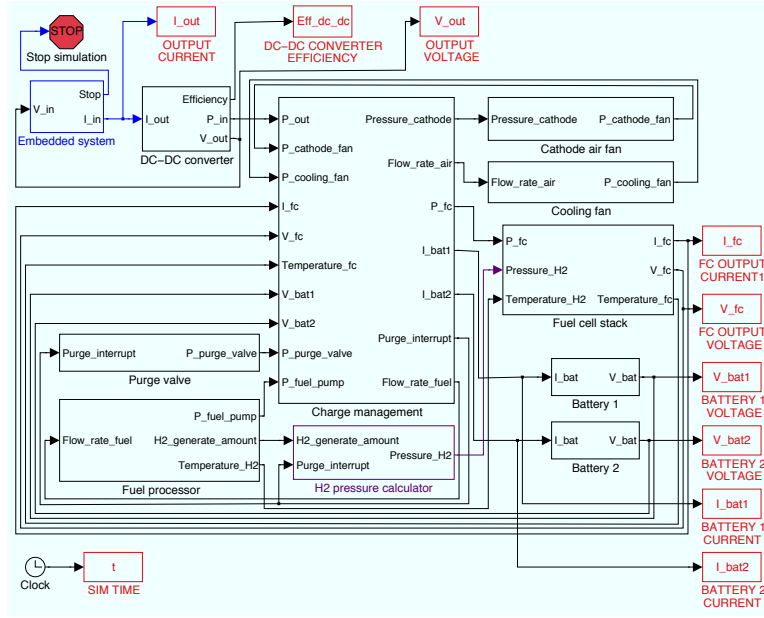 STOP
I_out
Eff_dc_dc
V_out
Stop simulation
OUTPUT
CURRENT
DC−DC CONVERTER
EFFICIENCY
OUTPUT
VOLTAGE
V_in
Stop
I_in
Embedded system
I_out
Efficiency
P_in
V_out
DC−DC converter
P_out
P_cathode_fan
P_cooling_fan
I_fc
V_fc
Temperature_fc
V_bat1
V_bat2
P_purge_valve
P_fuel_pump
Pressure_cathode
Flow_rate_air
P_fc
I_bat1
I_bat2
Purge_interrupt
Flow_rate_fuel
Charge management
Pressure_cathode
P_cathode_fan
Cathode air fan
Flow_rate_air
P_cooling_fan
Cooling fan
P_fc
Pressure_H2
Temperature_H2
I_fc
V_fc
Temperature_fc
Fuel cell stack
I_fc
FC OUTPUT
CURRENT1
V_fc
FC OUTPUT
VOLTAGE
Purge_interrupt
P_purge_valve
Purge valve
I_bat
V_bat
Battery 1
V_bat1
BATTERY 1
VOLTAGE
Flow_rate_fuel
P_fuel_pump
H2_generate_amount
Temperature_H2
Fuel processor
H2_generate_amount
Purge_interrupt
Pressure_H2
H2 pressure calculator
I_bat
V_bat
Battery 2
V_bat2
BATTERY 2
VOLTAGE
I_bat1
BATTERY 1
CURRENT
Clock
t
SIM TIME
I_bat2
BATTERY 2
CURRENT